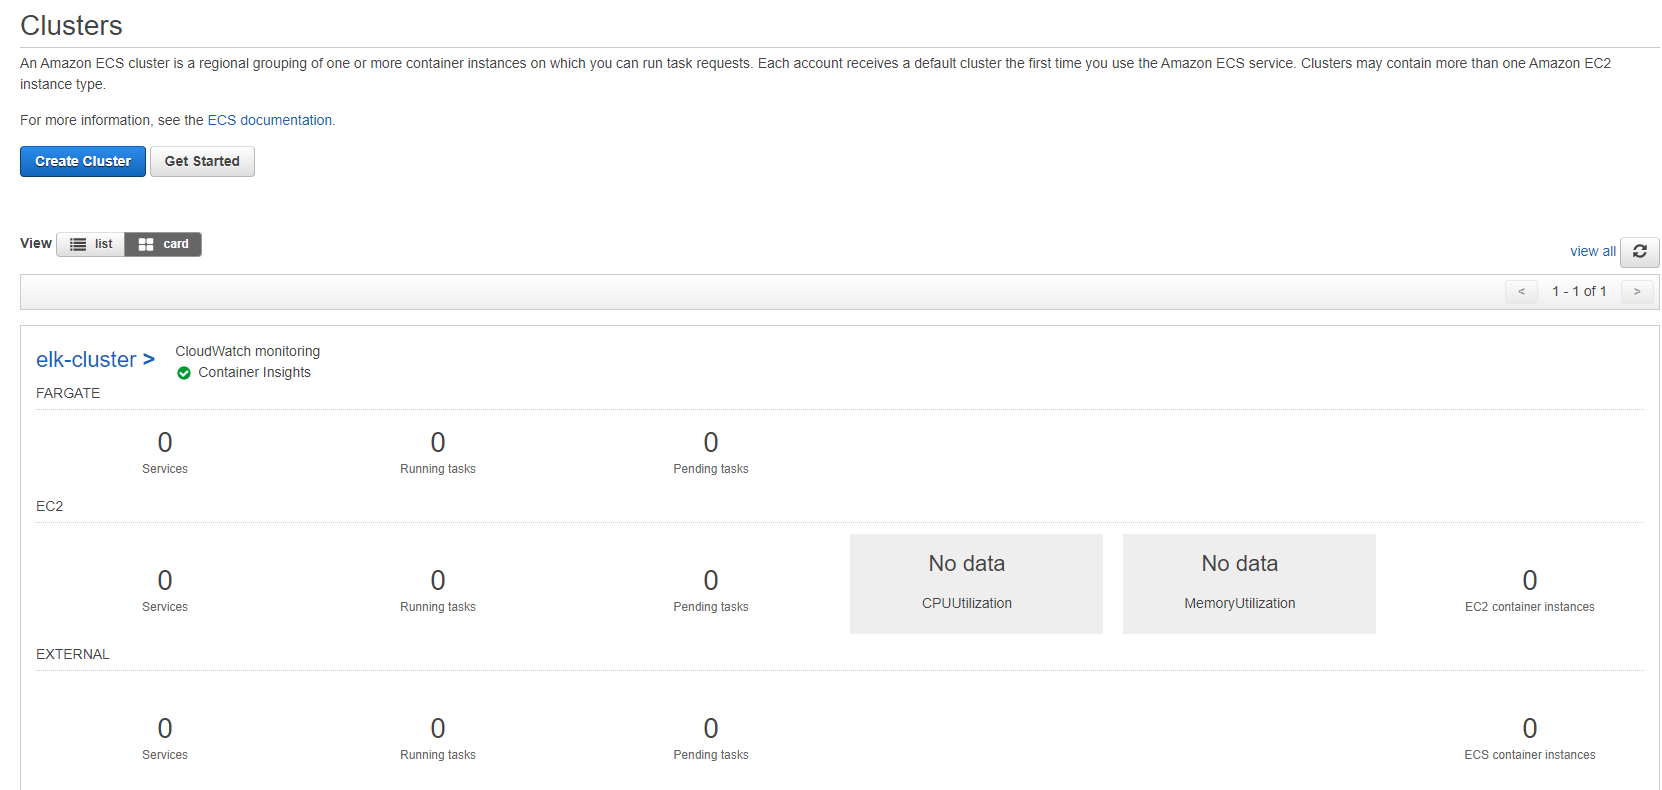 Clusters
An Amazon ECS cluster is a regional grouping of one or more container instances on which you can run task requests. Each account receives a default cluster the first time you use the Amazon ECS service. Clusters may contain more than one Amazon EC2
instance type.
For more information, see the ECS documentation.
Create Cluster Get Started
View list card
view all
< 1 - 1 of 1 >
elk-cluster > CloudWatch monitoring
Container Insights
FARGATE
0 0 0
Services Running tasks Pending tasks
EC2
No data No data
0 0 0 0
CPUUtilization MemoryUtilization
Services Running tasks Pending tasks EC2 container instances
EXTERNAL
0 0 0 0
Services Running tasks Pending tasks ECS container instances